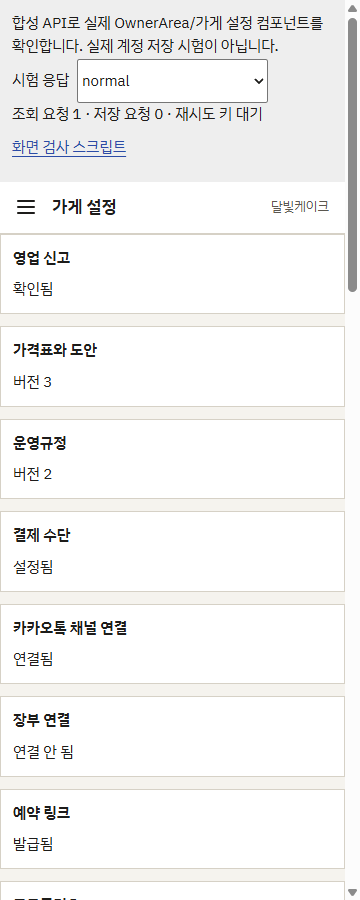 합성 API로 실제 OwnerArea/가게 설정 컴포넌트를
확인합니다. 실제 계정 저장 시험이 아닙니다.
시험 응답 normal
조회 요청 1 · 저장 요청 0 · 재시도 키 대기
화면 검사 스크립트
가게 설정 달빛케이크
영업 신고
확인됨
가격표와 도안
버전 3
운영규정
버전 2
결제 수단
설정됨
카카오톡 채널 연결
연결됨
장부 연결
연결 안 됨
예약 링크
발급됨